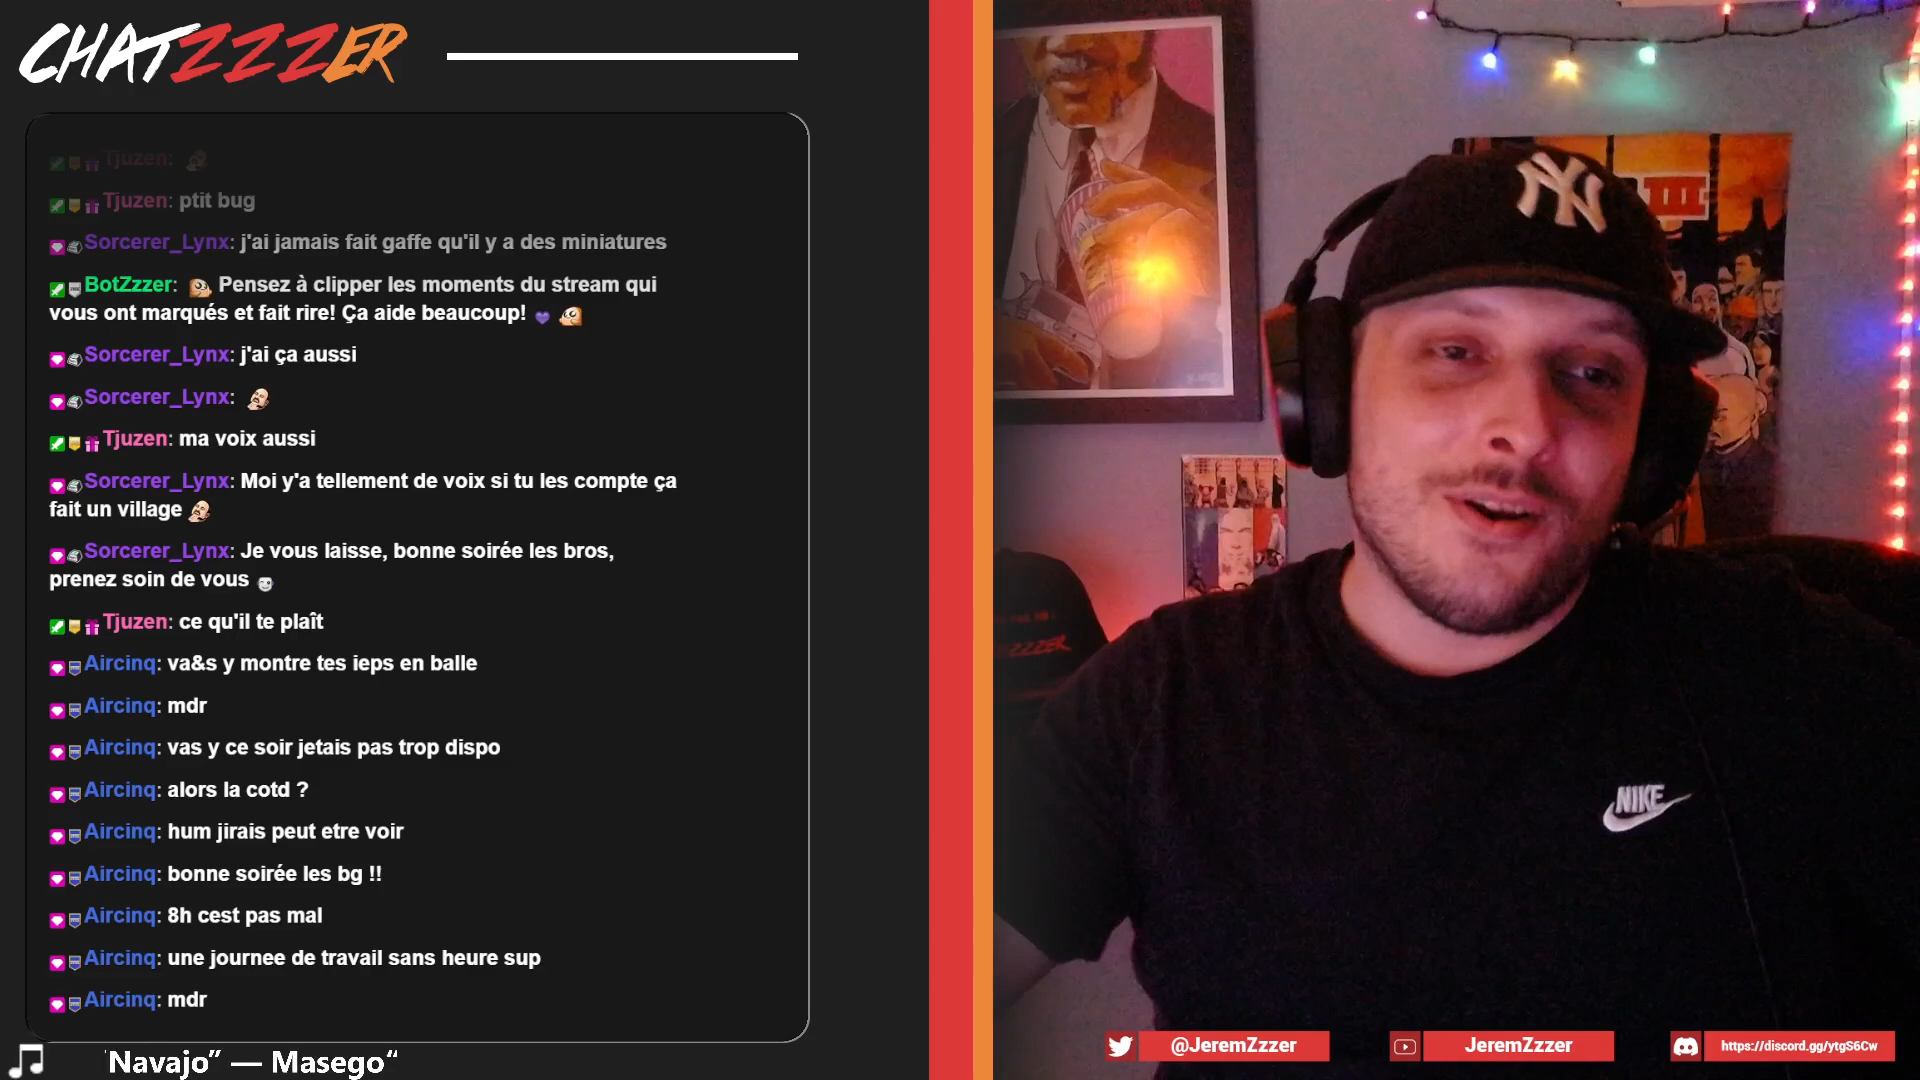 CHATZZZER
Tjuzen:
Tjuzen: ptit bug
Sorcerer_Lynx: j'ai jamais fait gaffe qu'il y a des miniatures
BotZzzer: Pensez à clipper les moments du stream qui
vous ont marqués et fait rire! Ça aide beaucoup!
Sorcerer_Lynx: j'ai ça aussi
Sorcerer_Lynx:
Tjuzen: ma voix aussi
Sorcerer_Lynx: Moi y'a tellement de voix si tu les compte ça
fait un village
Sorcerer_Lynx: Je vous laisse, bonne soirée les bros,
prenez soin de vous
Tjuzen: ce qu'il te plaît
Aircinq: va&s y montre tes ieps en balle
Aircinq: mdr
Aircinq: vas y ce soir jetais pas trop dispo
Aircinq: alors la cotd ?
Aircinq: hum jirais peut etre voir
Aircinq: bonne soirée les bg !!
Aircinq: 8h cest pas mal
Aircinq: une journee de travail sans heure sup
Aircinq: mdr
"Navajo” — Masego“
NY
III
NIKE
ZZZER
@JeremZzzer
JeremZzzer
https://discord.gg/ytgS6Cw